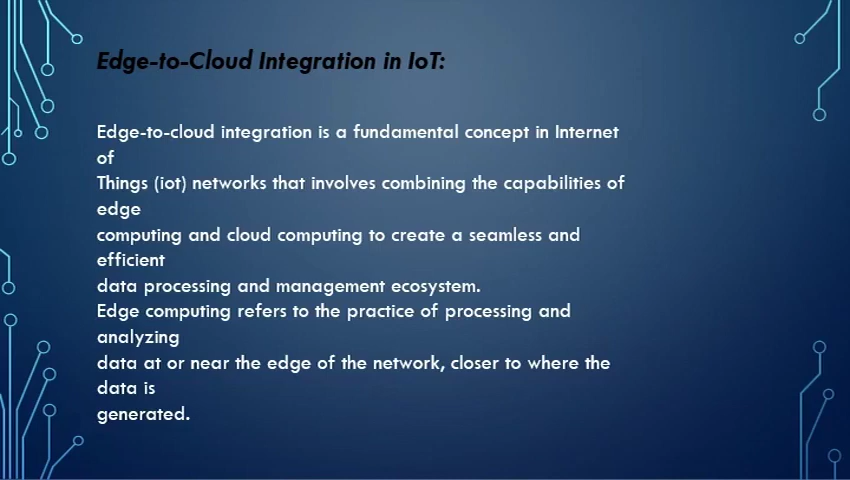 Edge-to-Cloud Integration in IoT:
Edge-to-cloud integration is a fundamental concept in Internet
of
Things (iot) networks that involves combining the capabilities of
edge
computing and cloud computing to create a seamless and
efficient
data processing and management ecosystem.
Edge computing refers to the practice of processing and
analyzing
data at or near the edge of the network, closer to where the
data is
generated.